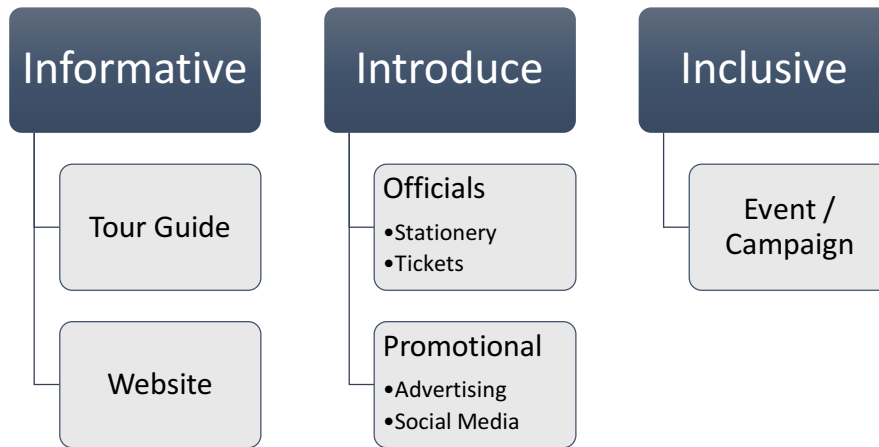 Informative
Tour Guide
Website
Introduce
Officials
•Stationery
•Tickets
Promotional
•Advertising
•Social Media
Inclusive
Event /
Campaign